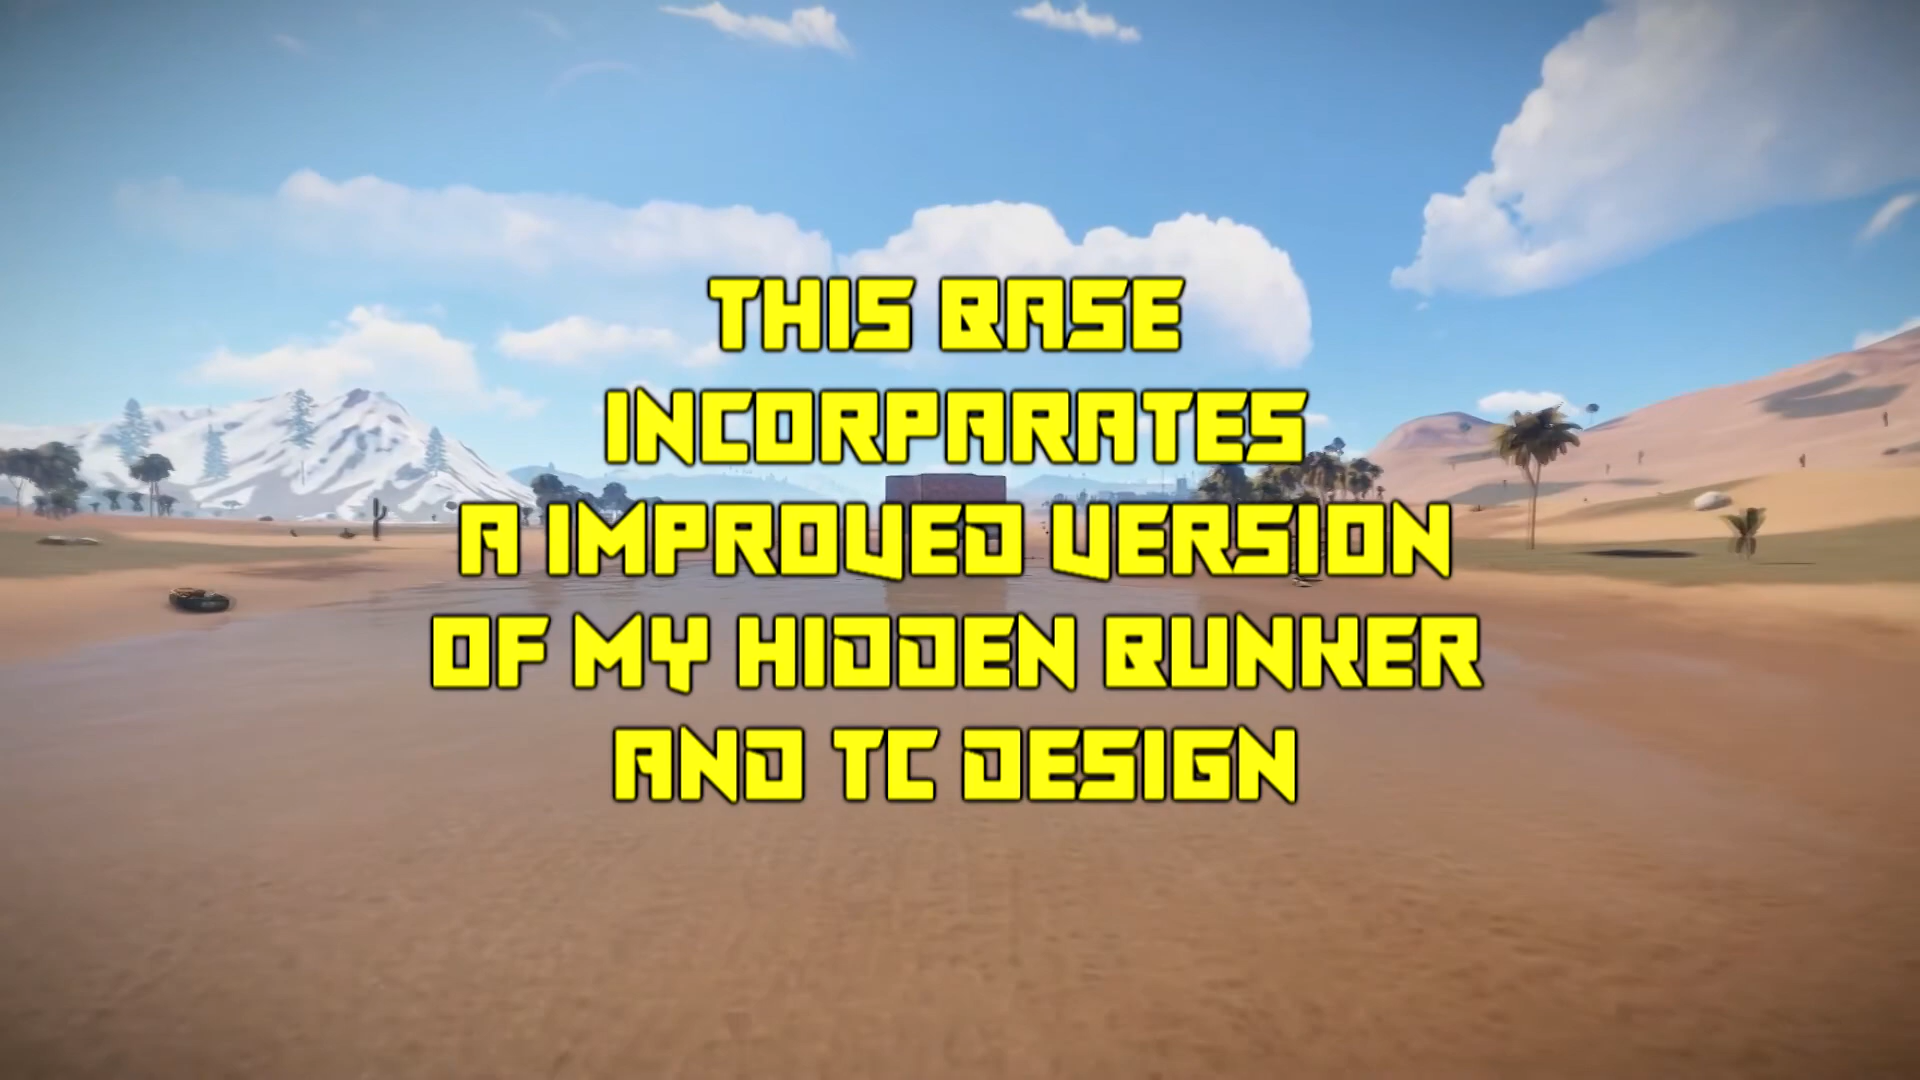 THIS BASE
INCORPARATES
A IMPROVED VERSION
OF MY HIDDEN BUNKER
AND TC DESIGN